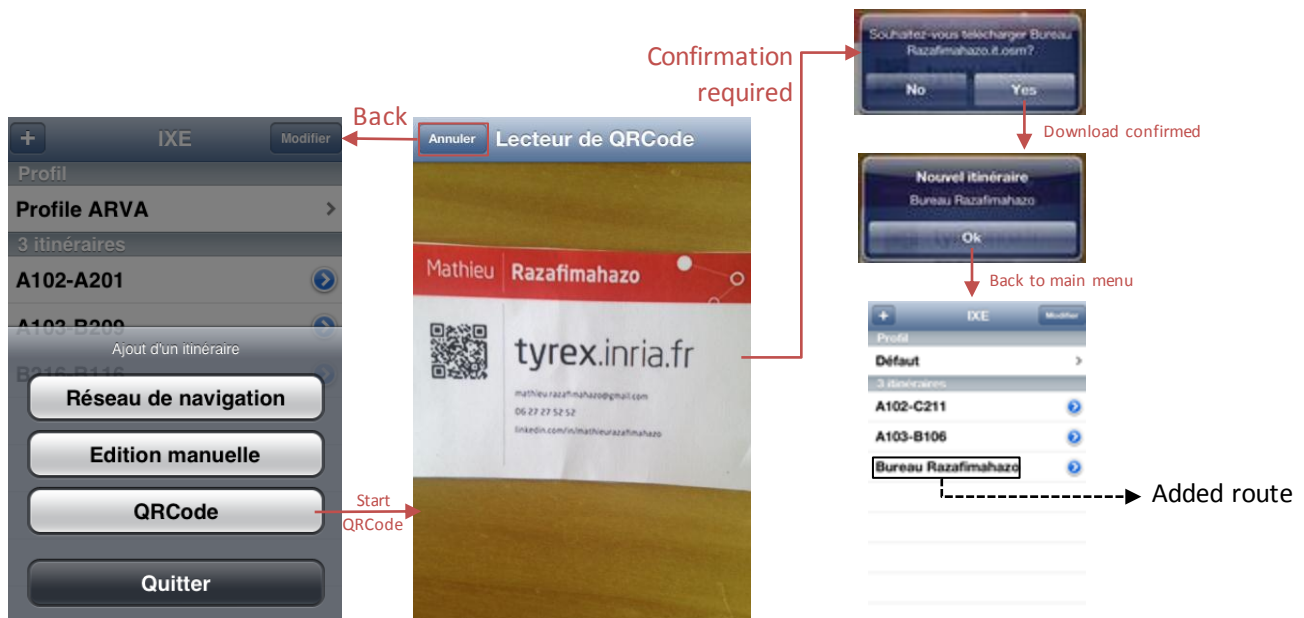 + IXE Modifier
Profil
Profile ARVA
3 itinéraires
A102-A201
A103-B209
B216-B116
Ajout d'un itinéraire
Réseau de navigation
Edition manuelle
QRCode
Quitter
Back
Start
QRCode
Annuler Lecteur de QRCode
Mathieu Razafimahazo
tyrex.inria.fr
mathieu.razafimahazo@gmail.com
06 27 27 52 52
linkedin.com/in/mathieurazafimahazo
Confirmation
required
Souhaitez-vous télécharger Bureau
Razafimahazo.it.osm?
No Yes
Download confirmed
Nouvel itinéraire
Bureau Razafimahazo
Ok
Back to main menu
+ IXE Modifier
Profil
Défaut
3 itinéraires
A102-C211
A103-B106
Bureau Razafimahazo
Added route